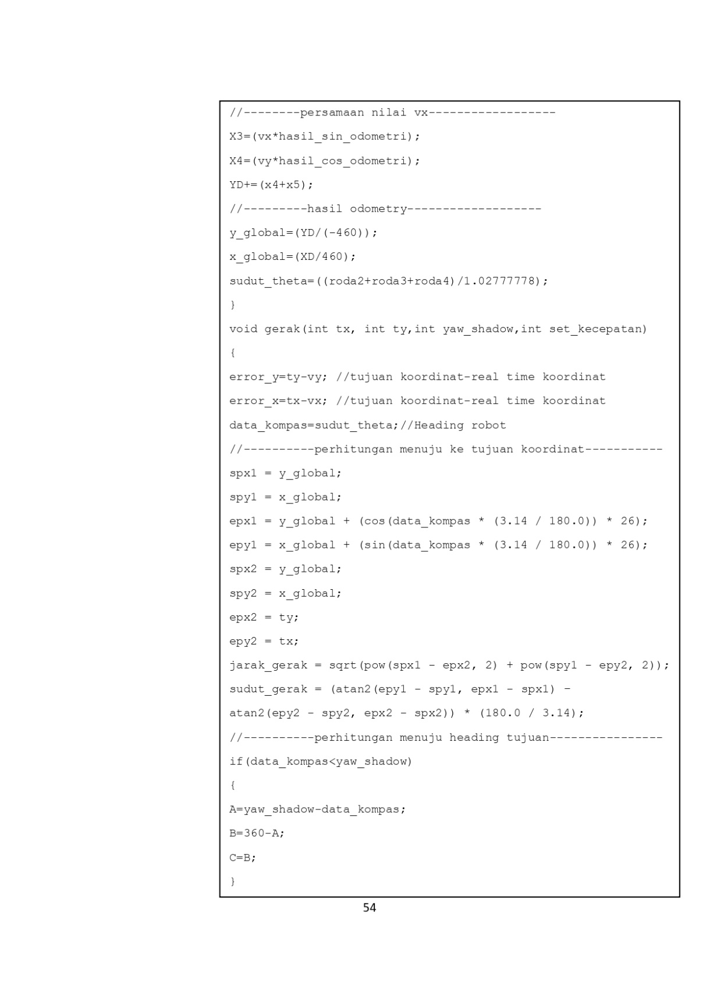 //--------persamaan nilai vx------------------
X3=(vx*hasil_sin_odometri);
X4=(vy*hasil_cos_odometri);
YD+=(x4+x5);
//---------hasil odometry-------------------
y_global=(YD/(-460));
x_global=(XD/460);
sudut_theta=((roda2+roda3+roda4)/1.02777778);
}
void gerak(int tx, int ty,int yaw_shadow,int set_kecepatan)
{
error_y=ty-vy; //tujuan koordinat-real time koordinat
error_x=tx-vx; //tujuan koordinat-real time koordinat
data_kompas=sudut_theta;//Heading robot
//----------perhitungan menuju ke tujuan koordinat-----------
spx1 = y_global;
spy1 = x_global;
epx1 = y_global + (cos(data_kompas * (3.14 / 180.0)) * 26);
epy1 = x_global + (sin(data_kompas * (3.14 / 180.0)) * 26);
spx2 = y_global;
spy2 = x_global;
epx2 = ty;
epy2 = tx;
jarak_gerak = sqrt(pow(spx1 - epx2, 2) + pow(spy1 - epy2, 2));
sudut_gerak = (atan2(epy1 - spy1, epx1 - spx1) –
atan2(epy2 - spy2, epx2 - spx2)) * (180.0 / 3.14);
//----------perhitungan menuju heading tujuan----------------
if(data_kompas<yaw_shadow)
{
A=yaw_shadow-data_kompas;
B=360-A;
C=B;
}
54